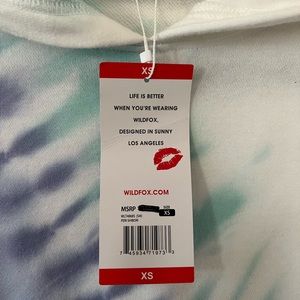 XS
LIFE IS BETTER
WHEN YOU'RE WEARING
WILDFOX,
DESIGNED IN SUNNY
LOS ANGELES
WILDFOX.COM
MSRP
SIZE
XS
XS